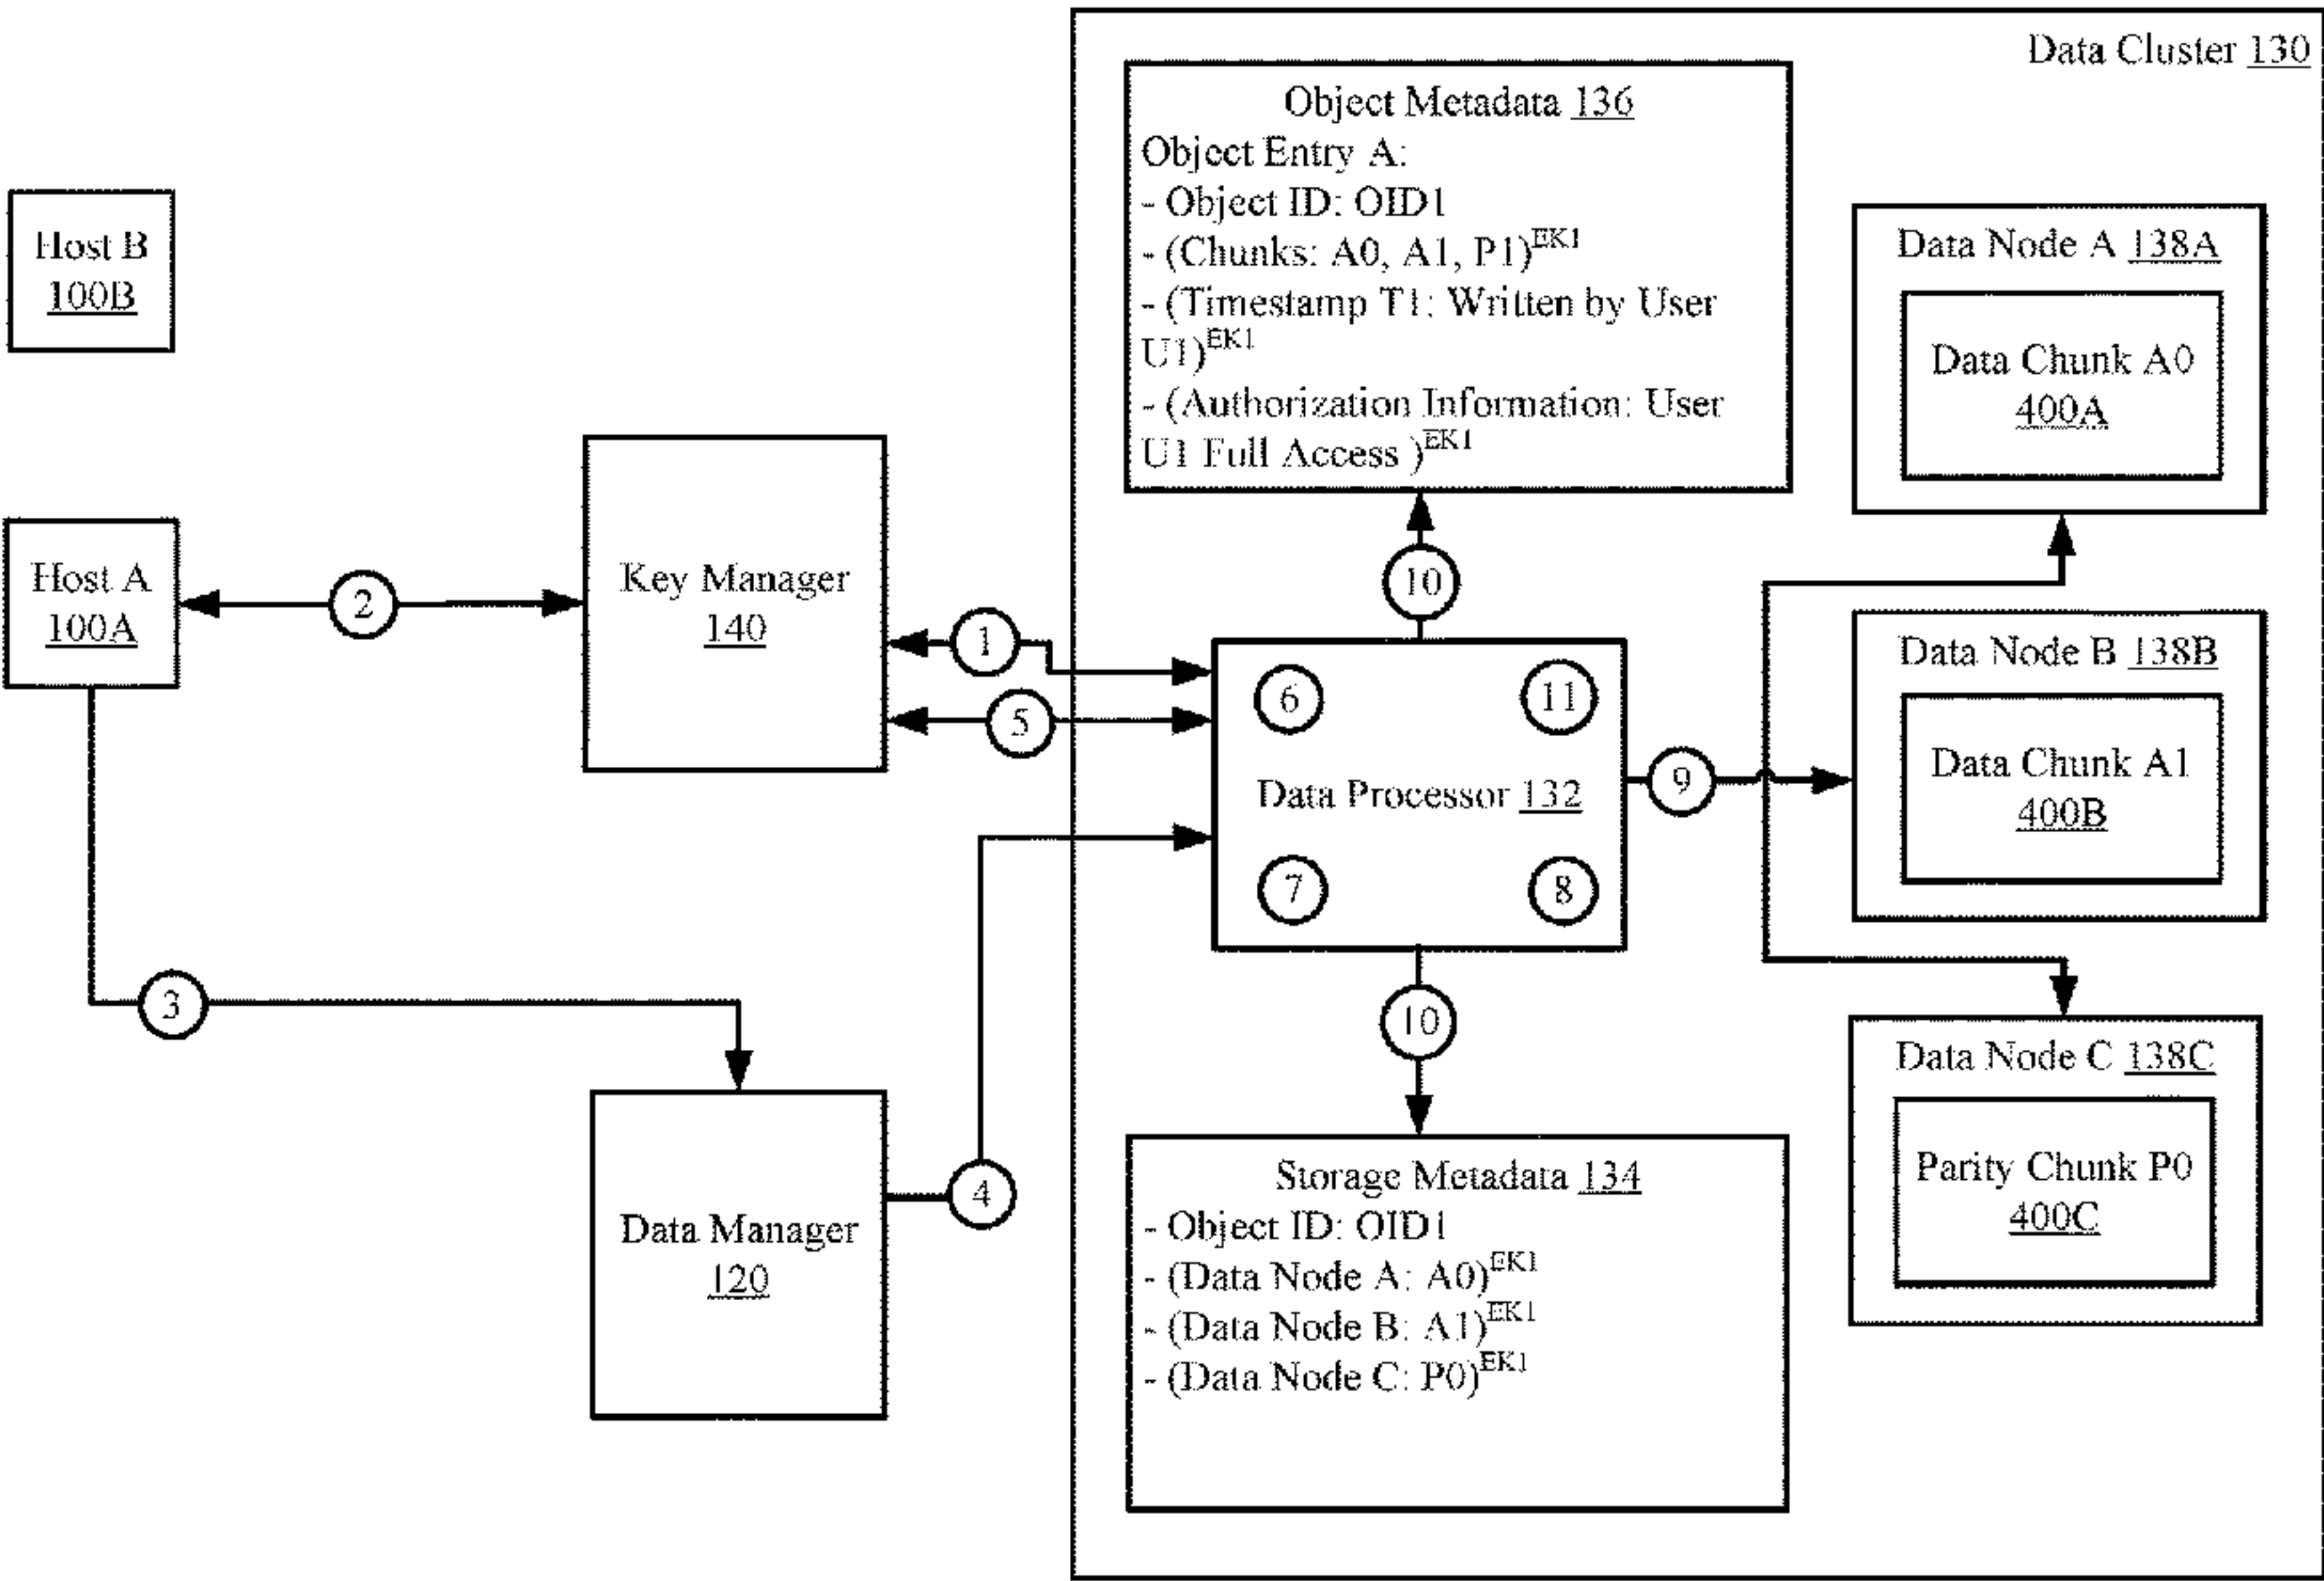 Data Cluster 130
Object Metadata 136
Object Entry A:
- Object ID: OID1
- (Chunks: A0, A1, P1)EK1
- (Timestamp T1: Written by User
U1)EK1
- (Authorization Information: User
U1 Full Access )EK1
Host B
100B
Data Node A 138A
Data Chunk A0
400A
Host A
100A
2
Key Manager
140
1
5
10
6
11
Data Processor 132
7
8
9
Data Node B 138B
Data Chunk A1
400B
3
4
10
Data Manager
120
Storage Metadata 134
- Object ID: OID1
- (Data Node A: A0)EK1
- (Data Node B: A1)EK1
- (Data Node C: P0)EK1
Data Node C 138C
Parity Chunk P0
400C